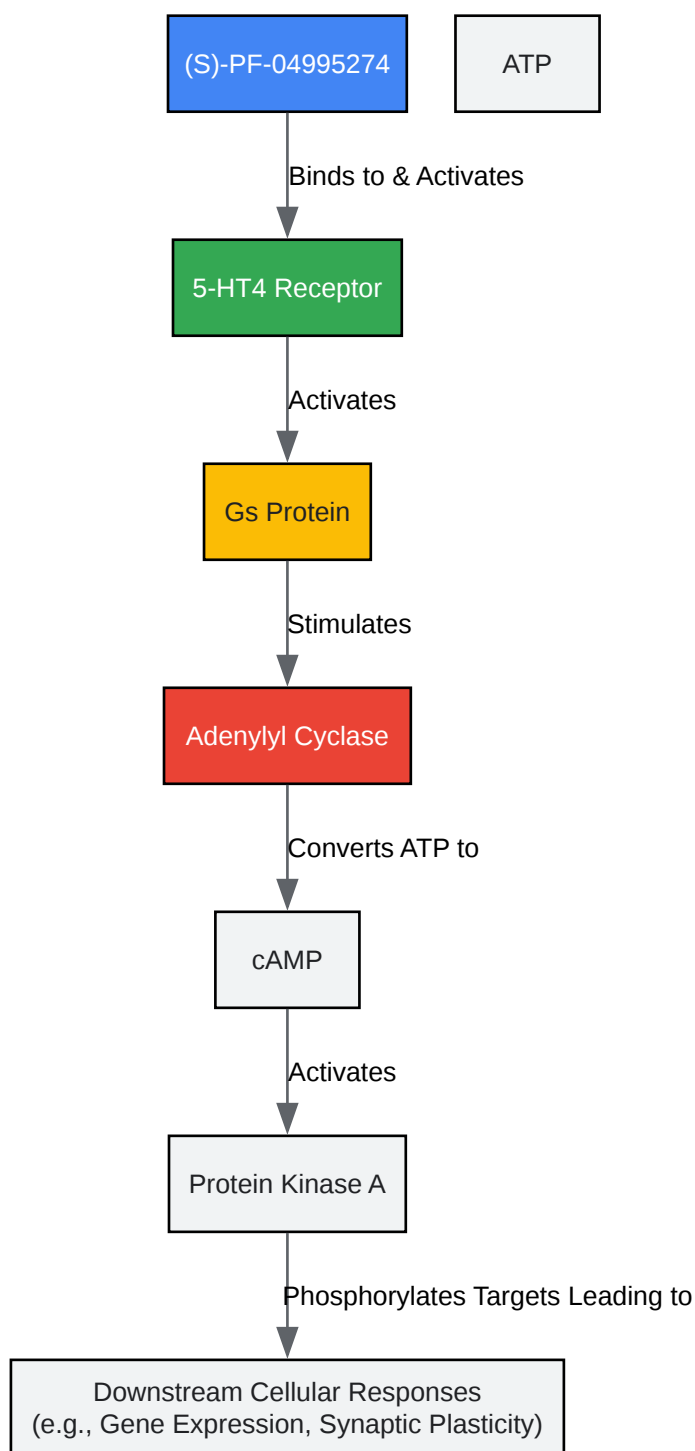 (S)-PF-04995274
ATP
Binds to & Activates
5-HT4 Receptor
Activates
Gs Protein
Stimulates
Adenylyl Cyclase
Converts ATP to
cAMP
Activates
Protein Kinase A
Phosphorylates Targets Leading to
Downstream Cellular Responses
(e.g., Gene Expression, Synaptic Plasticity)